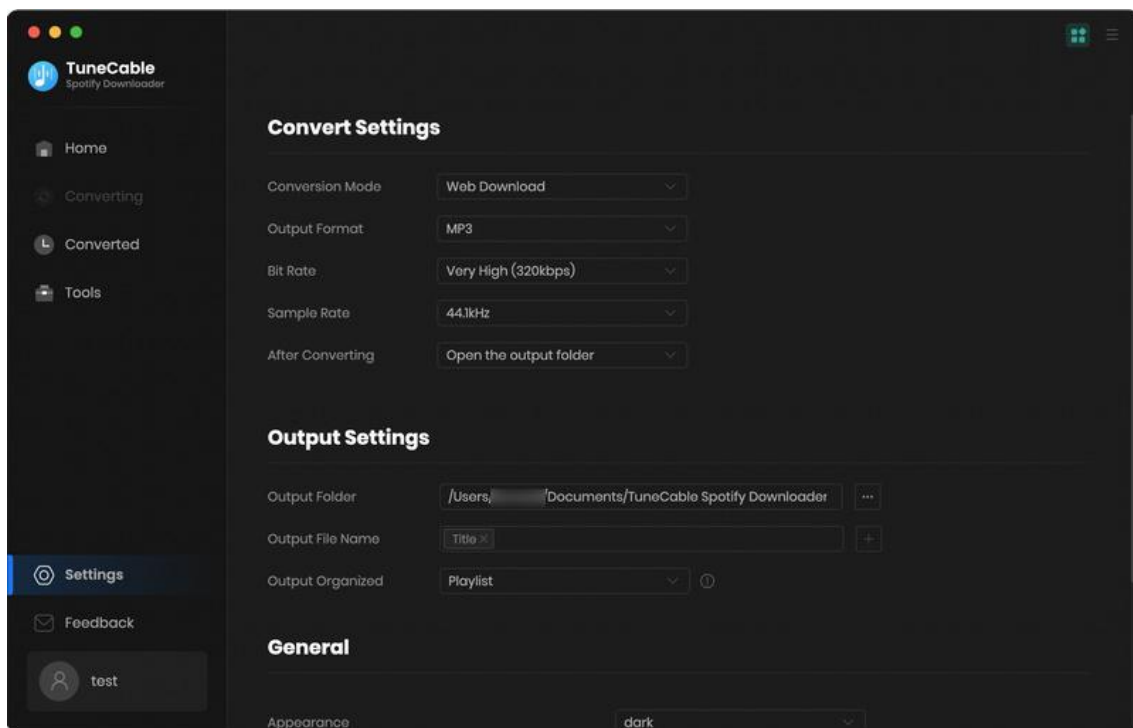 TuneCable
Spotify Downloader
Home
Converting
Converted
Tools
Settings
Feedback
test
Convert Settings
Conversion Mode Web Download
Output Format MP3
Bit Rate Very High (320kbps)
Sample Rate 44.1kHz
After Converting Open the output folder
Output Settings
Output Folder /Users/ /Documents/TuneCable Spotify Downloader
Output File Name Title ×
Output Organized Playlist
General
Appearance dark